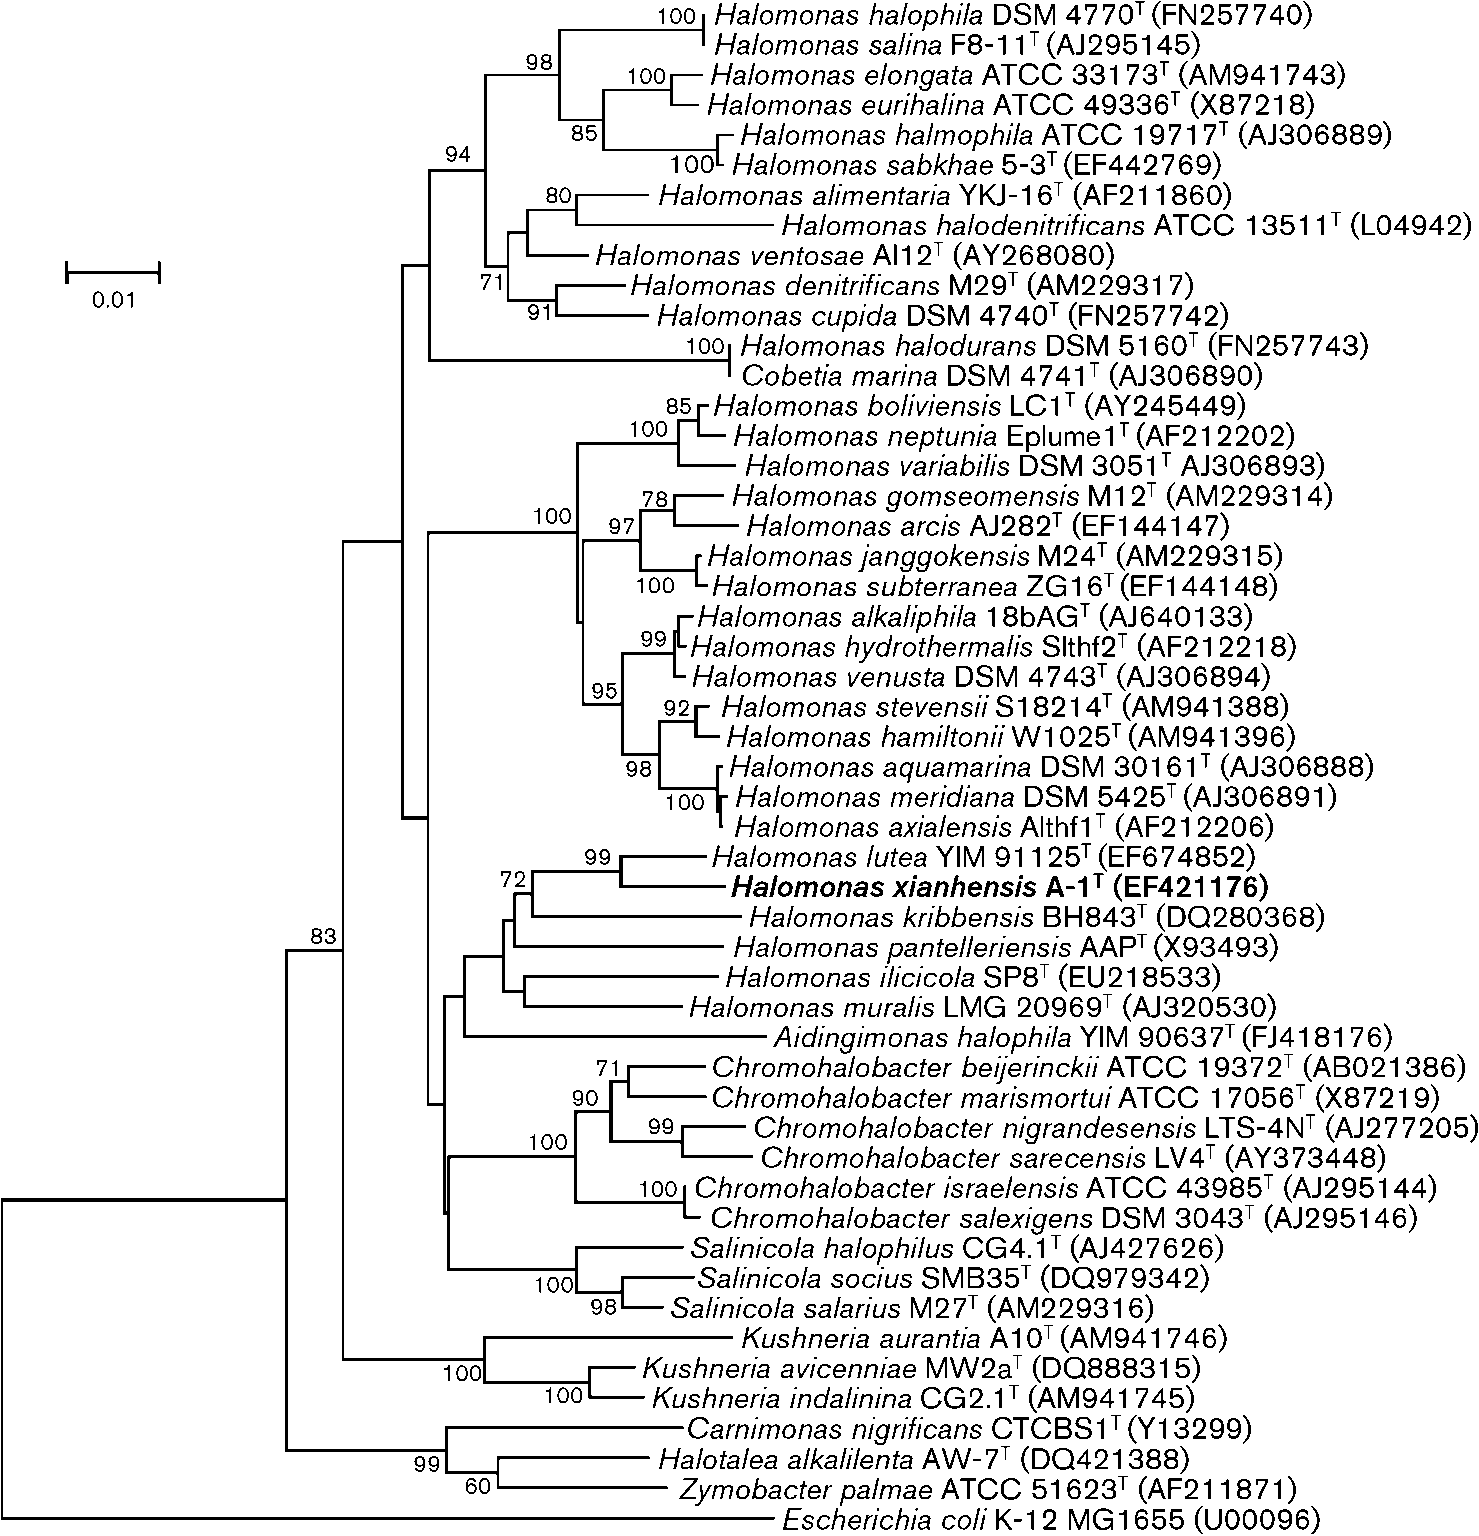 100 Halomonas halophila DSM 4770T (FN257740)
Halomonas salina F8-11T (AJ295145)
98
100 Halomonas elongata ATCC 33173T (AM941743)
Halomonas eurihalina ATCC 49336T (X87218)
85
Halomonas halmophila ATCC 19717T (AJ306889)
94
100 Halomonas sabkhae 5-3T (EF442769)
80 Halomonas alimentaria YKJ-16T (AF211860)
Halomonas halodenitrificans ATCC 13511T (L04942)
Halomonas ventosae Al12T (AY268080)
71 Halomonas denitrificans M29T (AM229317)
0.01
91 Halomonas cupida DSM 4740T (FN257742)
100 Halomonas halodurans DSM 5160T (FN257743)
Cobetia marina DSM 4741T (AJ306890)
85 Halomonas boliviensis LC1T (AY245449)
100 Halomonas neptunia Eplume1T (AF212202)
Halomonas variabilis DSM 3051T AJ306893)
78 Halomonas gomseomensis M12T (AM229314)
100
97 Halomonas arcis AJ282T (EF144147)
Halomonas janggokensis M24T (AM229315)
100 Halomonas subterranea ZG16T (EF144148)
Halomonas alkaliphila 18bAGT (AJ640133)
99 Halomonas hydrothermalis Slthf2T (AF212218)
Halomonas venusta DSM 4743T (AJ306894)
95
92 Halomonas stevensii S18214T (AM941388)
Halomonas hamiltonii W1025T (AM941396)
98 Halomonas aquamarina DSM 30161T (AJ306888)
100 Halomonas meridiana DSM 5425T (AJ306891)
Halomonas axialensis Althf1T (AF212206)
99 Halomonas lutea YIM 91125T (EF674852)
72 Halomonas xianhensis A-1T (EF421176)
Halomonas kribbensis BH843T (DQ280368)
83
Halomonas pantelleriensis AAPT (X93493)
Halomonas ilicicola SP8T (EU218533)
Halomonas muralis LMG 20969T (AJ320530)
Aidingimonas halophila YIM 90637T (FJ418176)
71 Chromohalobacter beijerinckii ATCC 19372T (AB021386)
90 Chromohalobacter marismortui ATCC 17056T (X87219)
99 Chromohalobacter nigrandesensis LTS-4NT (AJ277205)
100
Chromohalobacter sarecensis LV4T (AY373448)
100 Chromohalobacter israelensis ATCC 43985T (AJ295144)
Chromohalobacter salexigens DSM 3043T (AJ295146)
Salinicola halophilus CG4.1T (AJ427626)
100 Salinicola socius SMB35T (DQ979342)
98 Salinicola salarius M27T (AM229316)
Kushneria aurantia A10T (AM941746)
100 Kushneria avicenniae MW2aT (DQ888315)
100 Kushneria indalinina CG2.1T (AM941745)
Carnimonas nigrificans CTCBS1T (Y13299)
99 Halotalea alkalilenta AW-7T (DQ421388)
60 Zymobacter palmae ATCC 51623T (AF211871)
Escherichia coli K-12 MG1655 (U00096)